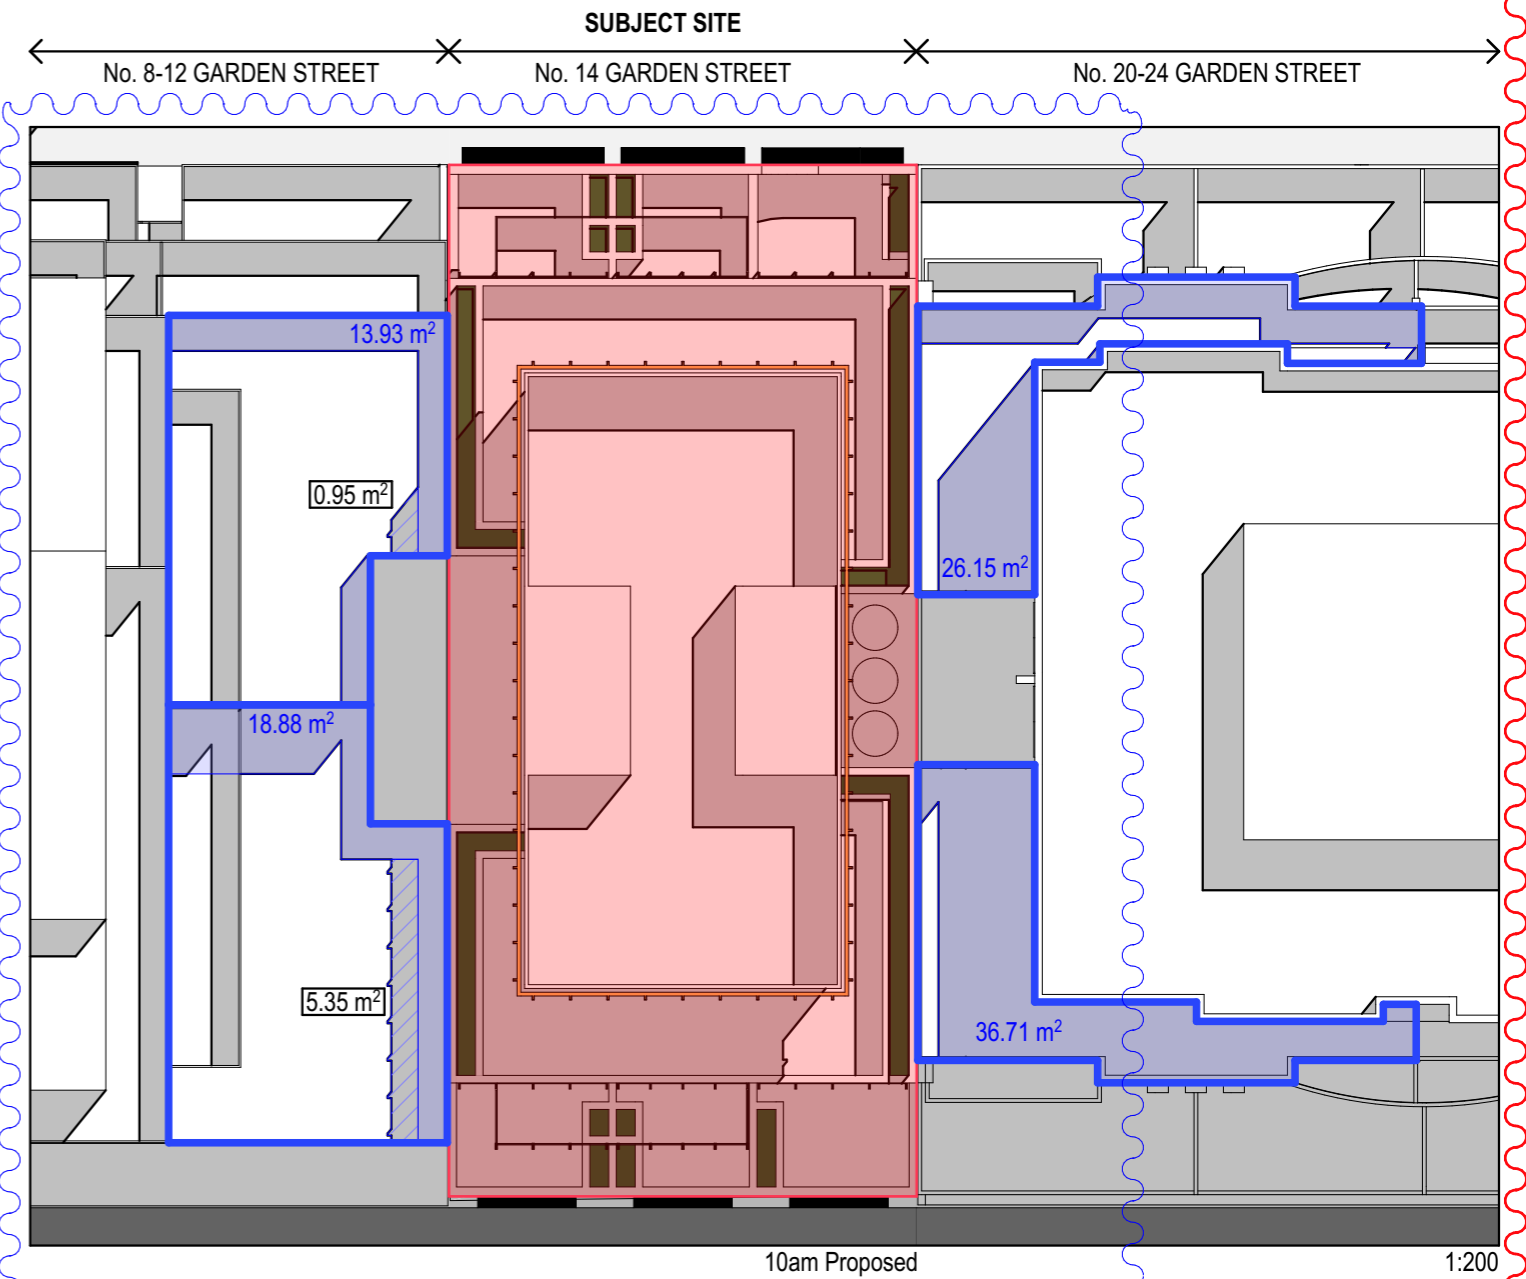 SUBJECT SITE
No. 8-12 GARDEN STREET
No. 14 GARDEN STREET
No. 20-24 GARDEN STREET
13.93 m²
0.95 m²
26.15 m²
18.88 m²
5.35 m²
36.71 m²
10am Proposed
1:200